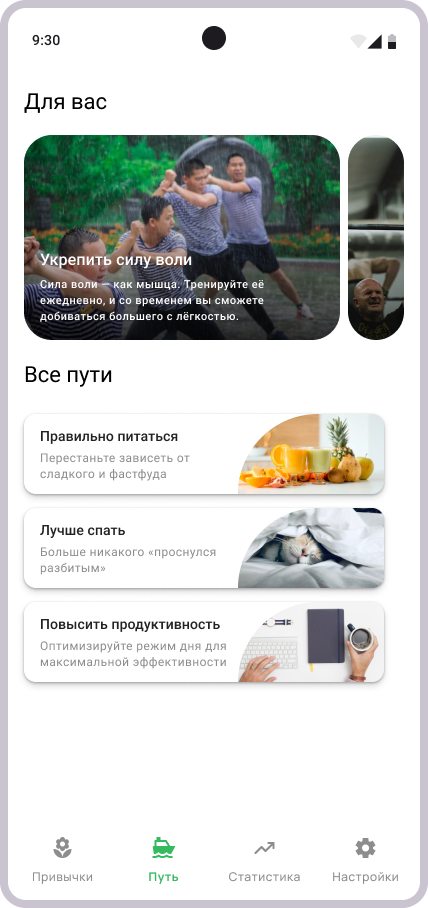 9:30
Для вас
Укрепить силу воли
Сила воли — как мышца. Тренируйте её
ежедневно, и со временем вы сможете
добиваться большего с лёгкостью.
Все пути
Правильно питаться
Перестаньте зависеть от
сладкого и фастфуда
Лучше спать
Больше никакого «проснулся
разбитым»
Повысить продуктивность
Оптимизируйте режим дня для
максимальной эффективности
Привычки
Путь
Статистика
Настройки